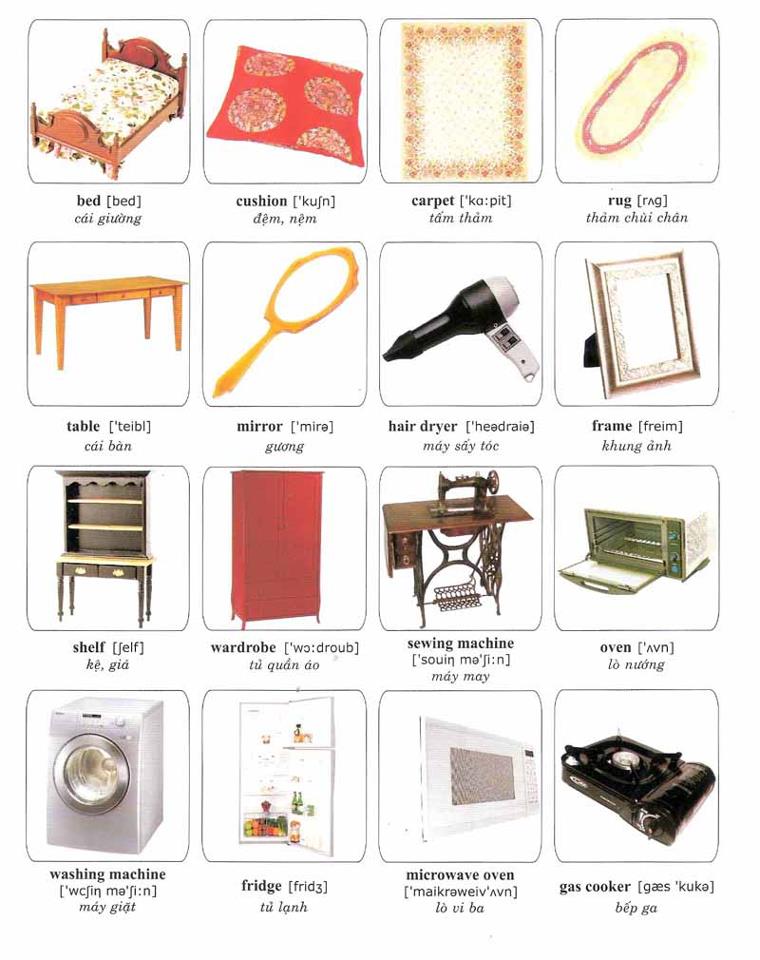 bed [bed]
cái giường
cushion ['kuʃn]
đệm, nệm
carpet ['kɑ:pit]
tấm thảm
rug [rʌg]
thảm chùi chân
table ['teibl]
cái bàn
mirror ['mirə]
gương
hair dryer ['heədraiə]
máy sấy tóc
frame [freim]
khung ảnh
shelf [ʃelf]
kệ, giá
wardrobe ['wɔ:droub]
tủ quần áo
sewing machine
['souiŋ mə'ʃi:n]
máy may
oven ['ʌvn]
lò nướng
washing machine
['wɔʃiŋ mə'ʃi:n]
máy giặt
fridge [fridʒ]
tủ lạnh
microwave oven
['maikrəweiv'ʌvn]
lò vi ba
gas cooker [gæs 'kukə]
bếp ga